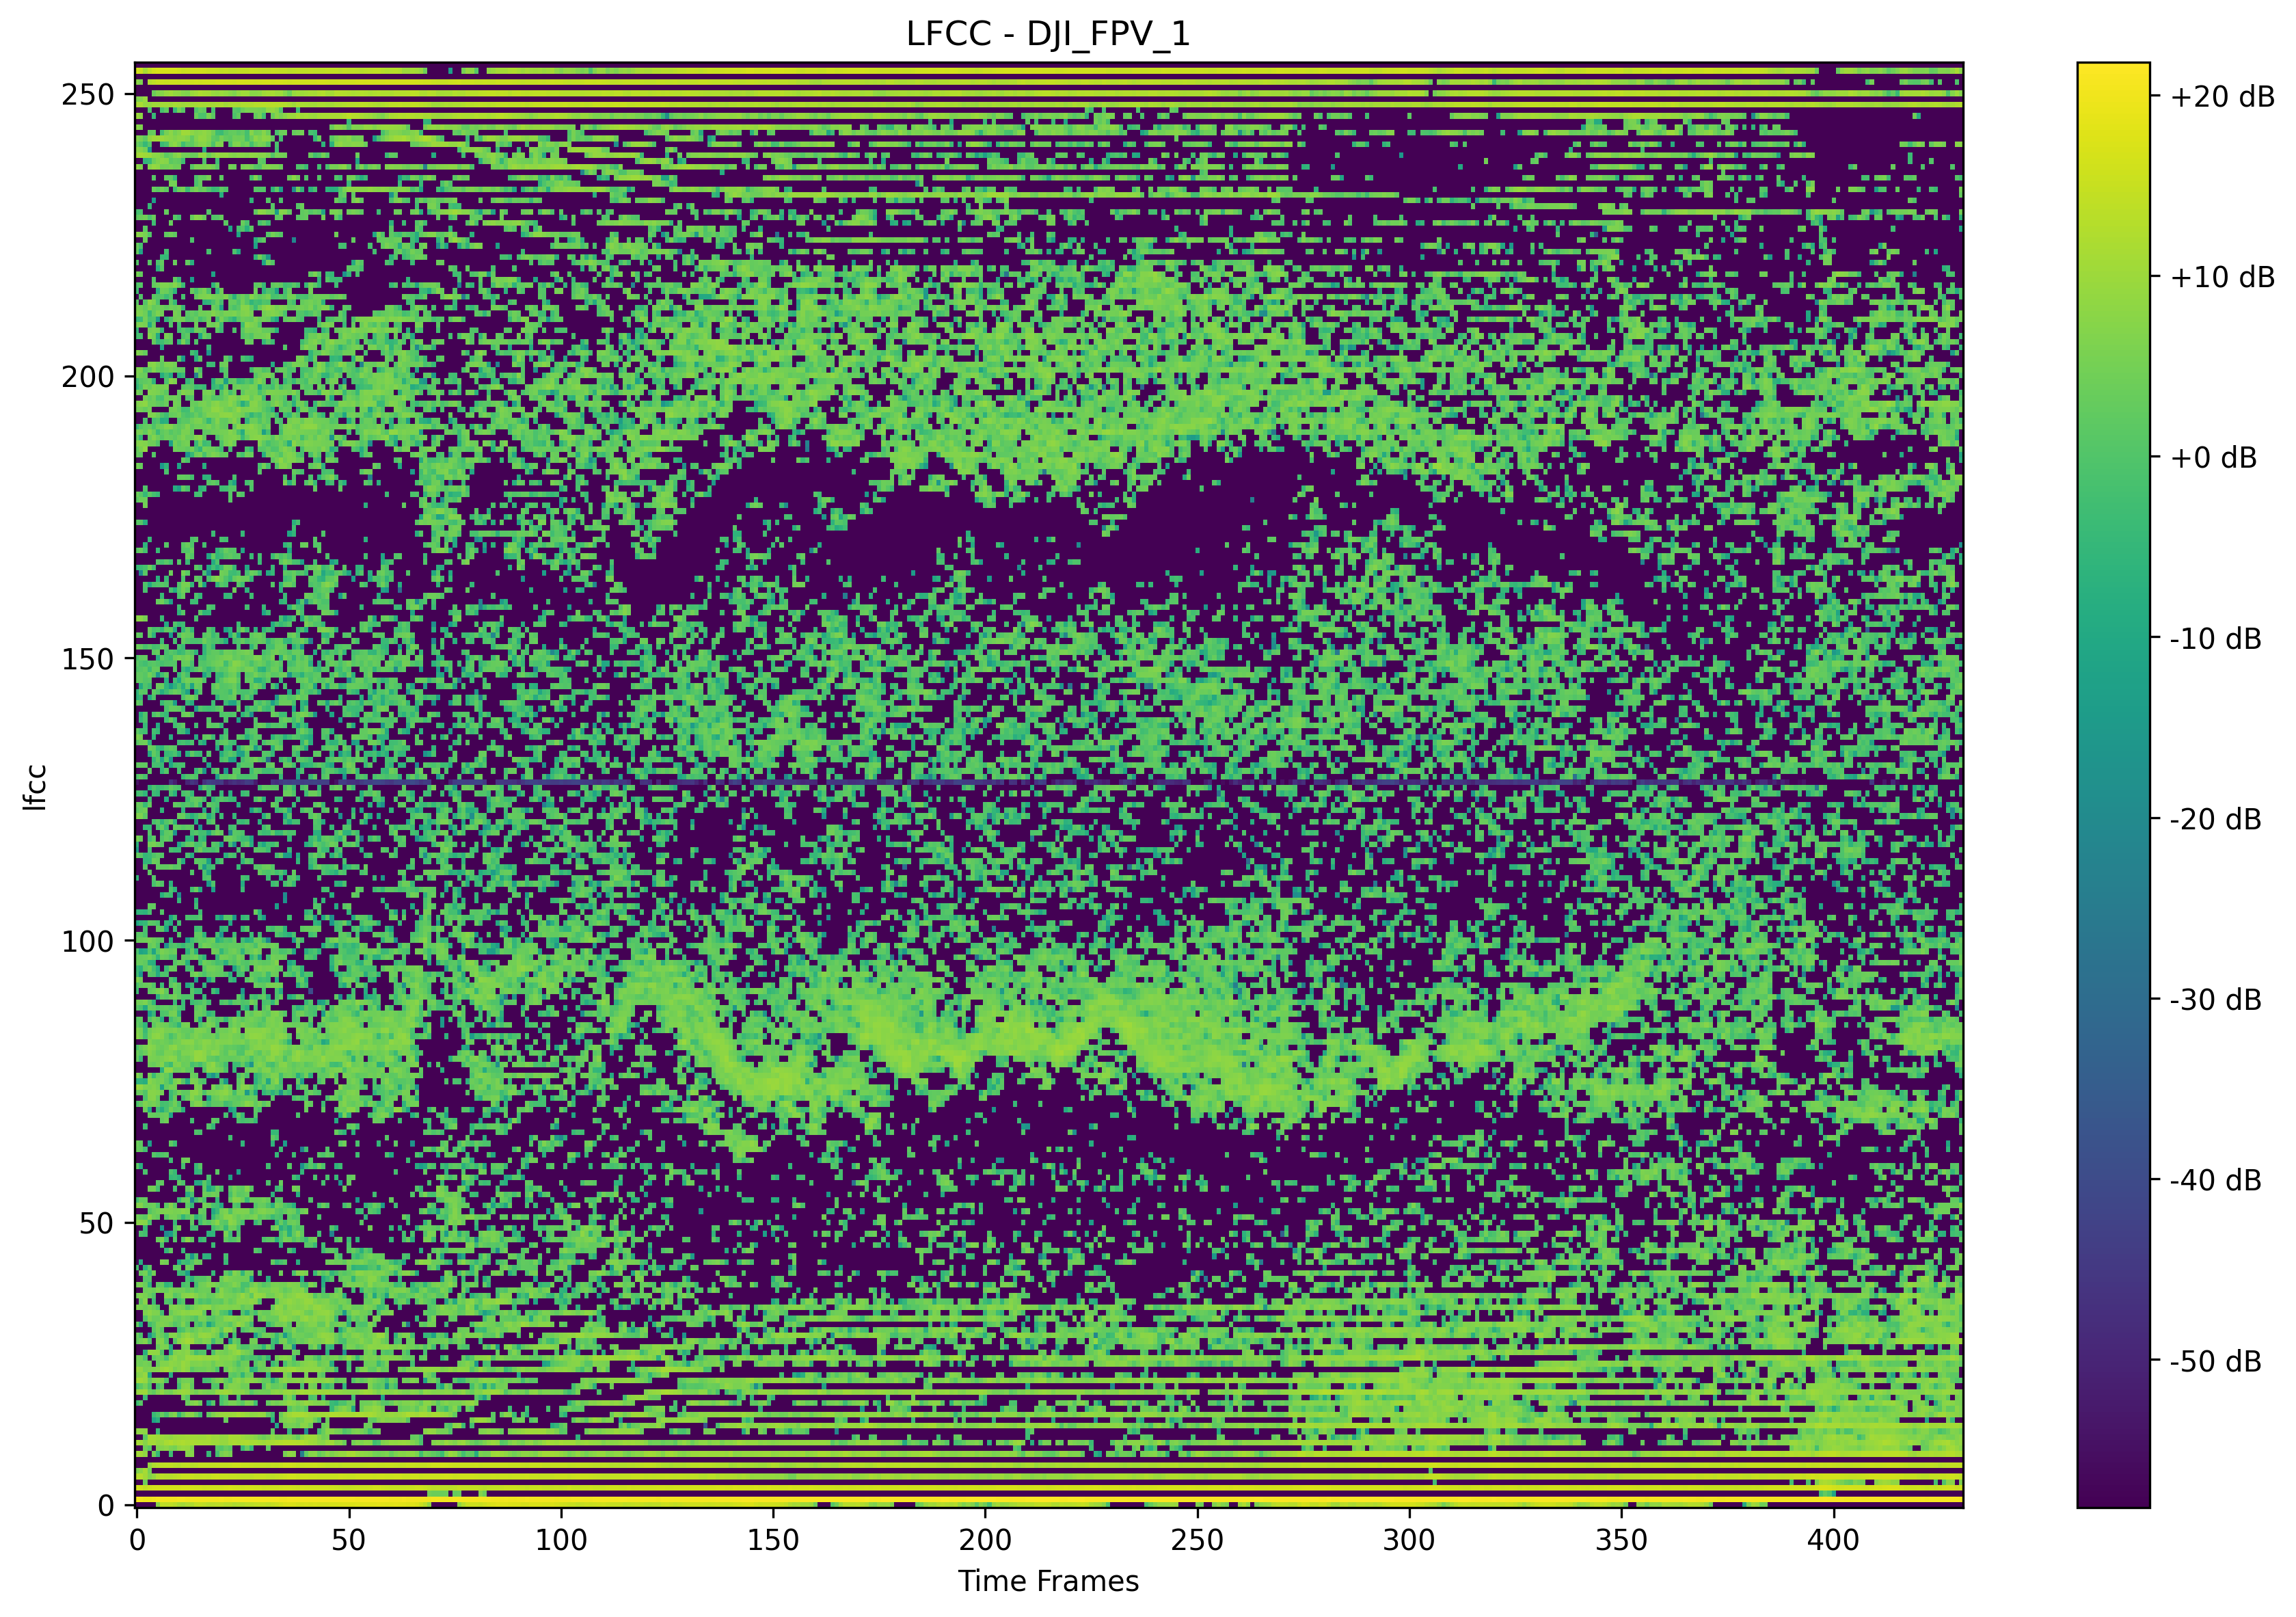 LFCC - DJI_FPV_1
250
200
150
100
50
0
lfcc
0 50 100 150 200 250 300 350 400
Time Frames
+20 dB
+10 dB
+0 dB
-10 dB
-20 dB
-30 dB
-40 dB
-50 dB